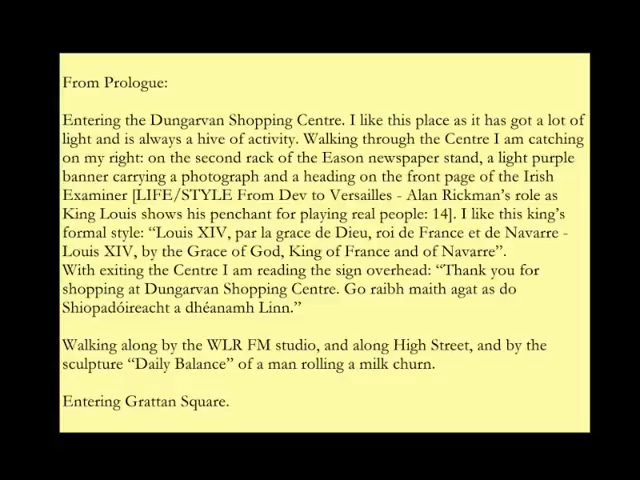 From Prologue:
Entering the Dungarvan Shopping Centre. I like this place as it has got a lot of
light and is always a hive of activity. Walking through the Centre I am catching
on my right: on the second rack of the Eason newspaper stand, a light purple
banner carrying a photograph and a heading on the front page of the Irish
Examiner [LIFE/STYLE From Dev to Versailles - Alan Rickman's role as
King Louis shows his penchant for playing real people: 14]. I like this king's
formal style: “Louis XIV, par la grace de Dieu, roi de France et de Navarre -
Louis XIV, by the Grace of God, King of France and of Navarre”.
With exiting the Centre I am reading the sign overhead: “Thank you for
shopping at Dungarvan Shopping Centre. Go raibh maith agat as do
Shiopadóireacht a dhéanamh Linn.”
Walking along by the WLR FM studio, and along High Street, and by the
sculpture “Daily Balance” of a man rolling a milk churn.
Entering Grattan Square.